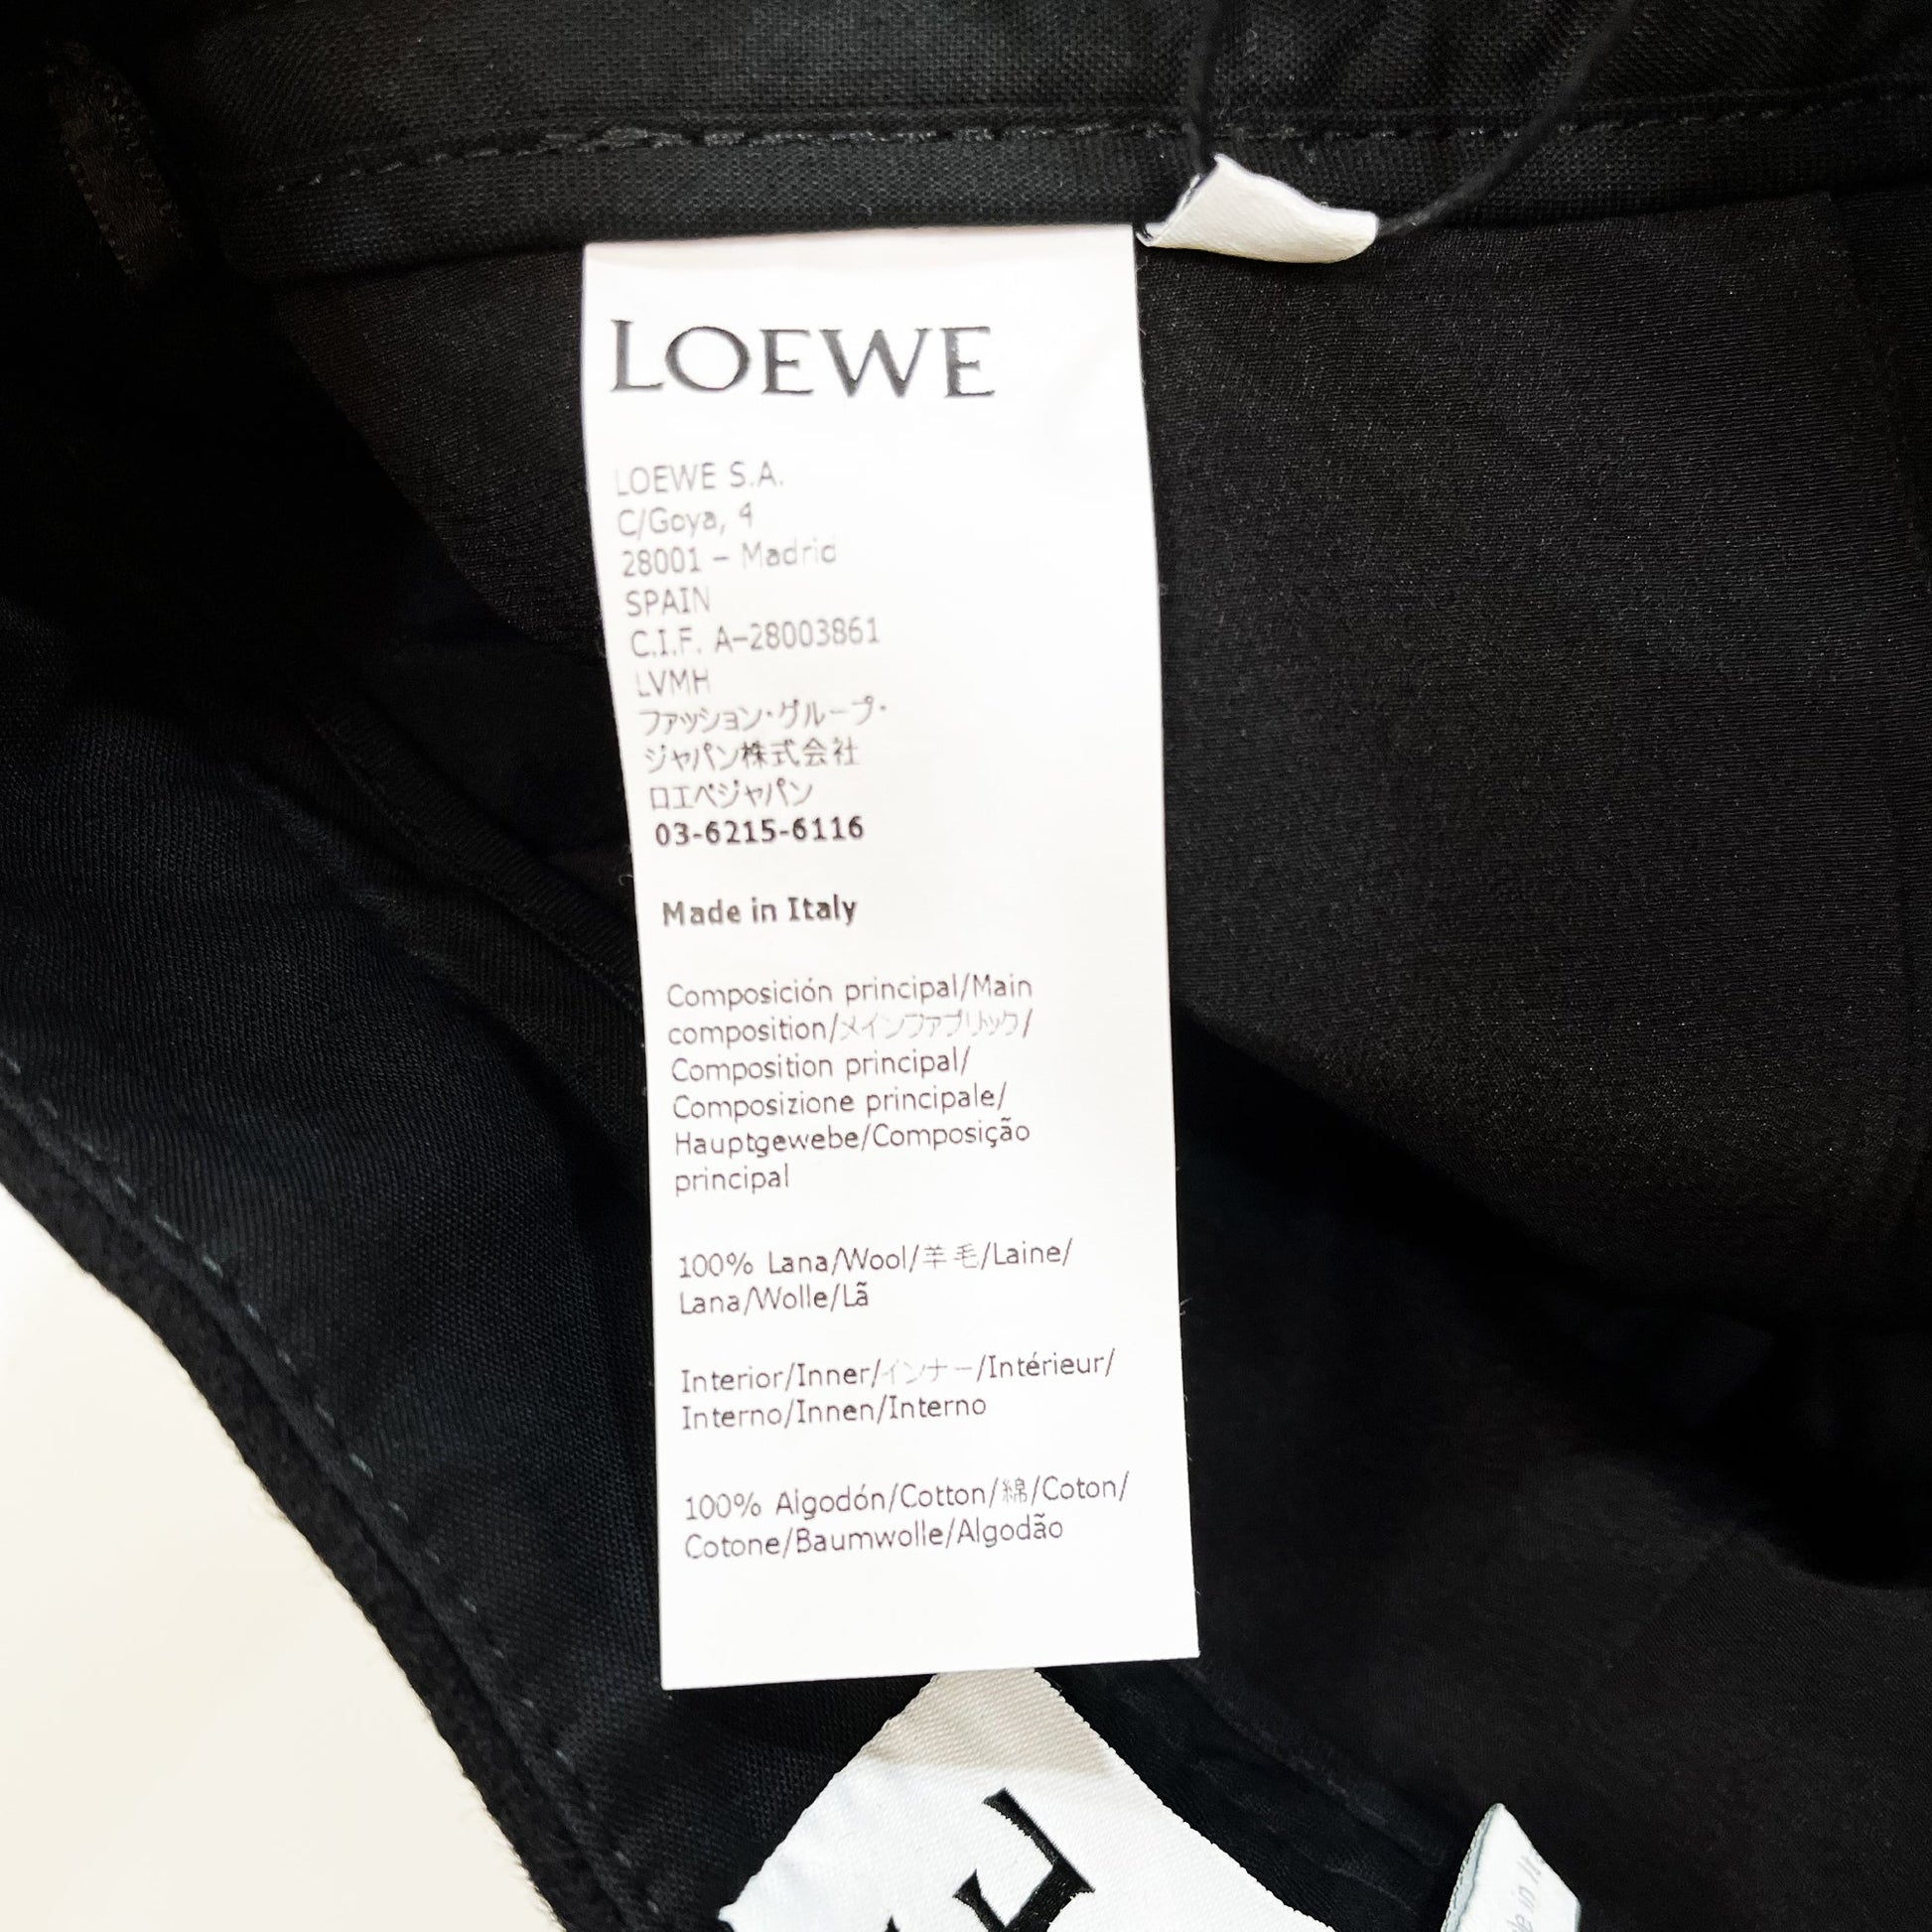 LOEWE
LOEWE S.A.
C/Goya, 4
28001 – Madrid
SPAIN
C.I.F. A–28003861
LVMH
ファッション・グループ・
ジャパン株式会社
ロエベジャパン
03-6215-6116
Made in Italy
Composición principal/Main
composition/メインファブリック/
Composition principal/
Composizione principale/
Hauptgewebe/Composição
principal
100% Lana/Wool/羊毛/Laine/
Lana/Wolle/Lã
Interior/Inner/インナー/Intérieur/
Interno/Innen/Interno
100% Algodón/Cotton/綿/Coton/
Cotone/Baumwolle/Algodão